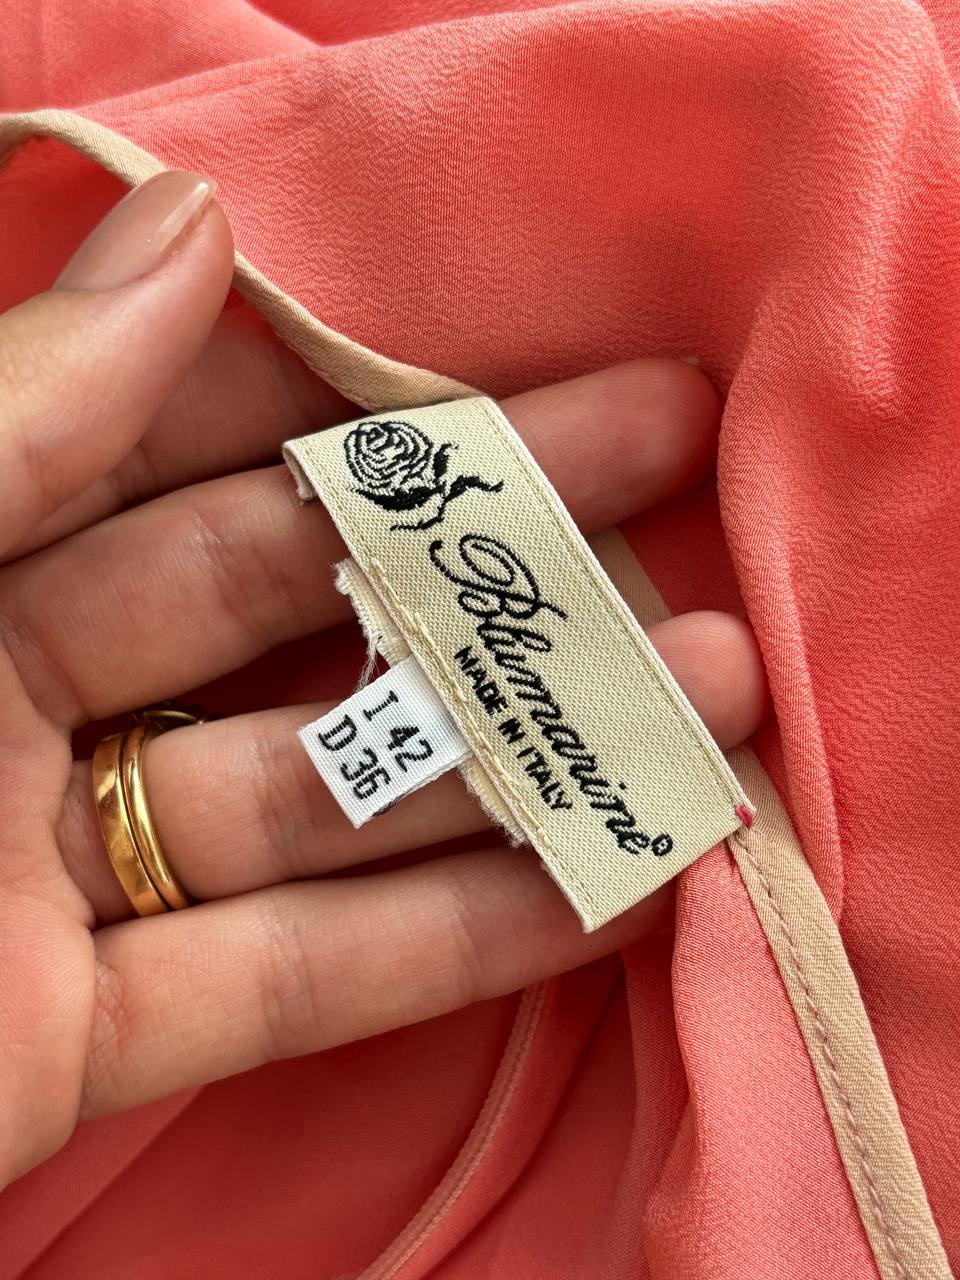 Blumarine®
MADE IN ITALY
I 42
D 36